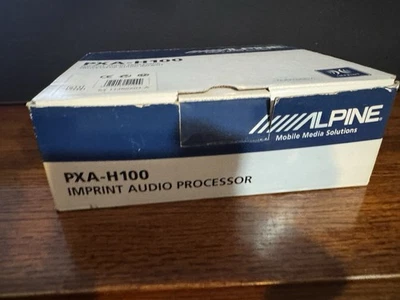 PXA-H100
ALPINE
Mobile Media Solutions
PXA-H100
IMPRINT AUDIO PROCESSOR